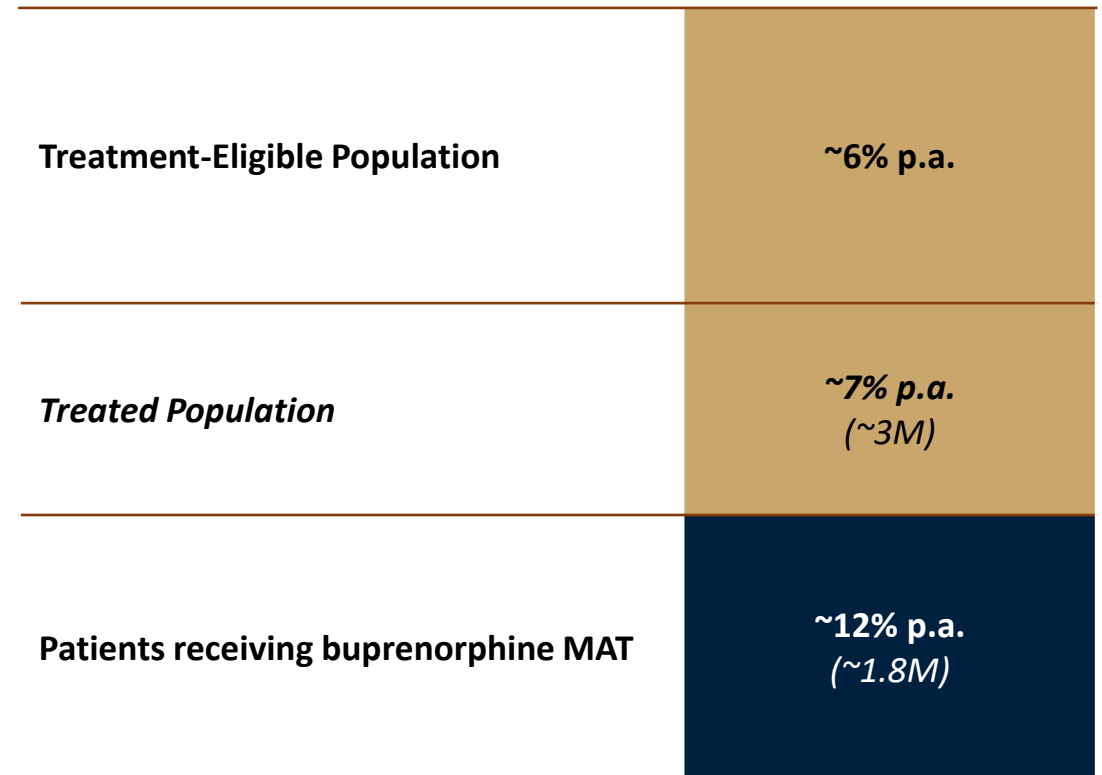 Treatment-Eligible Population
~6% p.a.
Treated Population
~7% p.a.
(~3M)
Patients receiving buprenorphine MAT
~12% p.a.
(~1.8M)